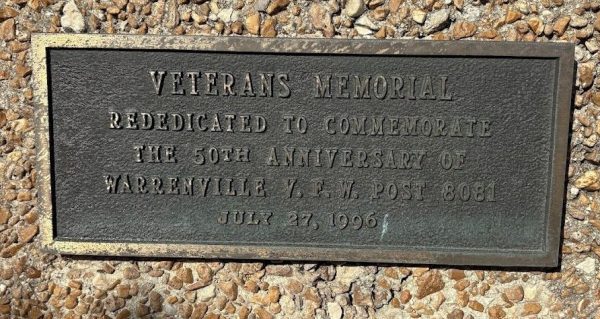 VETERANS MEMORIAL
REDEDICATED TO COMMEMORATE
THE 50TH ANNIVERSARY OF
WARRENVILLE V. F. W. POST 8081
JULY 27, 1996